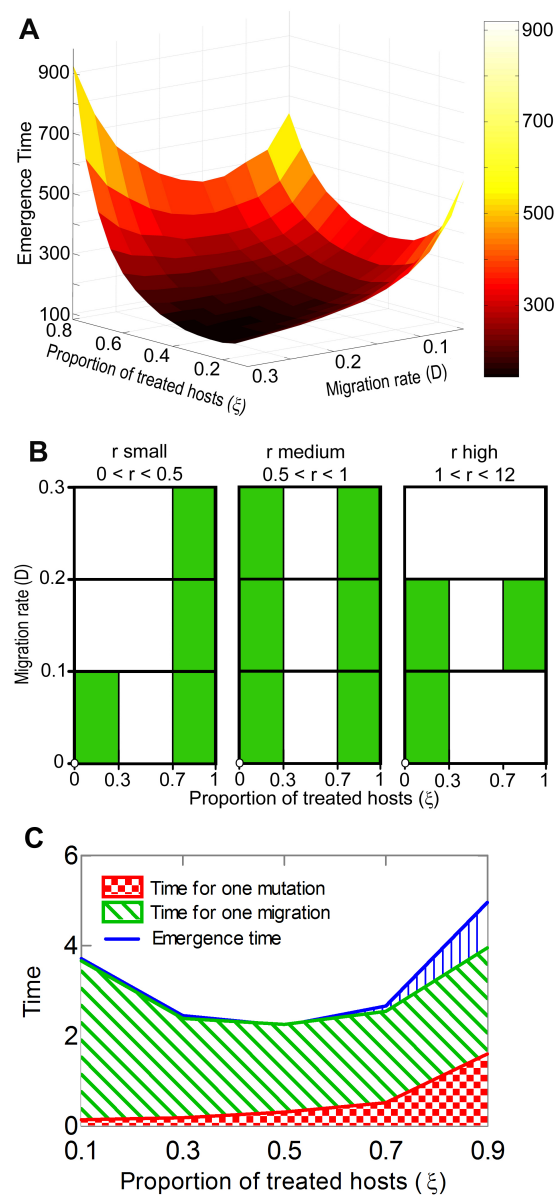 A
Emergence Time
900
700
500
300
100
0.8
0.6
0.4
0.2
Proportion of treated hosts (ξ)
0.3
0.2
0.1
Migration rate (D)
900
700
500
300
B
r small
0 < r < 0.5
r medium
0.5 < r < 1
r high
1 < r < 12
Migration rate (D)
0.3
0.2
0.1
0
0 0.3 0.7 1
0 0.3 0.7 1
0 0.3 0.7 1
Proportion of treated hosts (ξ)
C
Time
6
4
2
0
Time for one mutation
Time for one migration
Emergence time
0.1 0.3 0.5 0.7 0.9
Proportion of treated hosts (ξ)